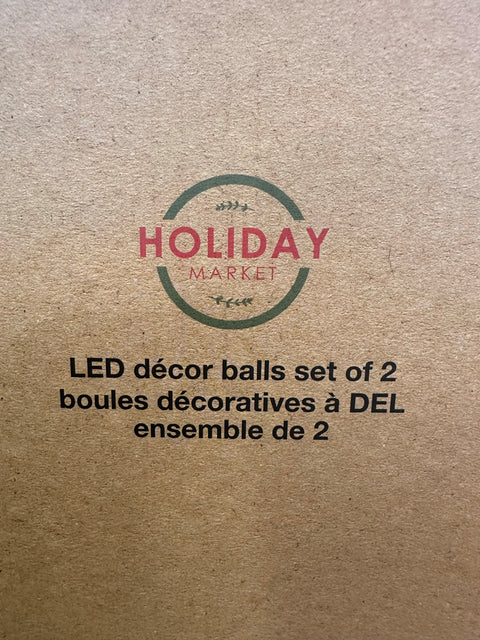 HOLIDAY
MARKET
LED décor balls set of 2
boules décoratives à DEL
ensemble de 2